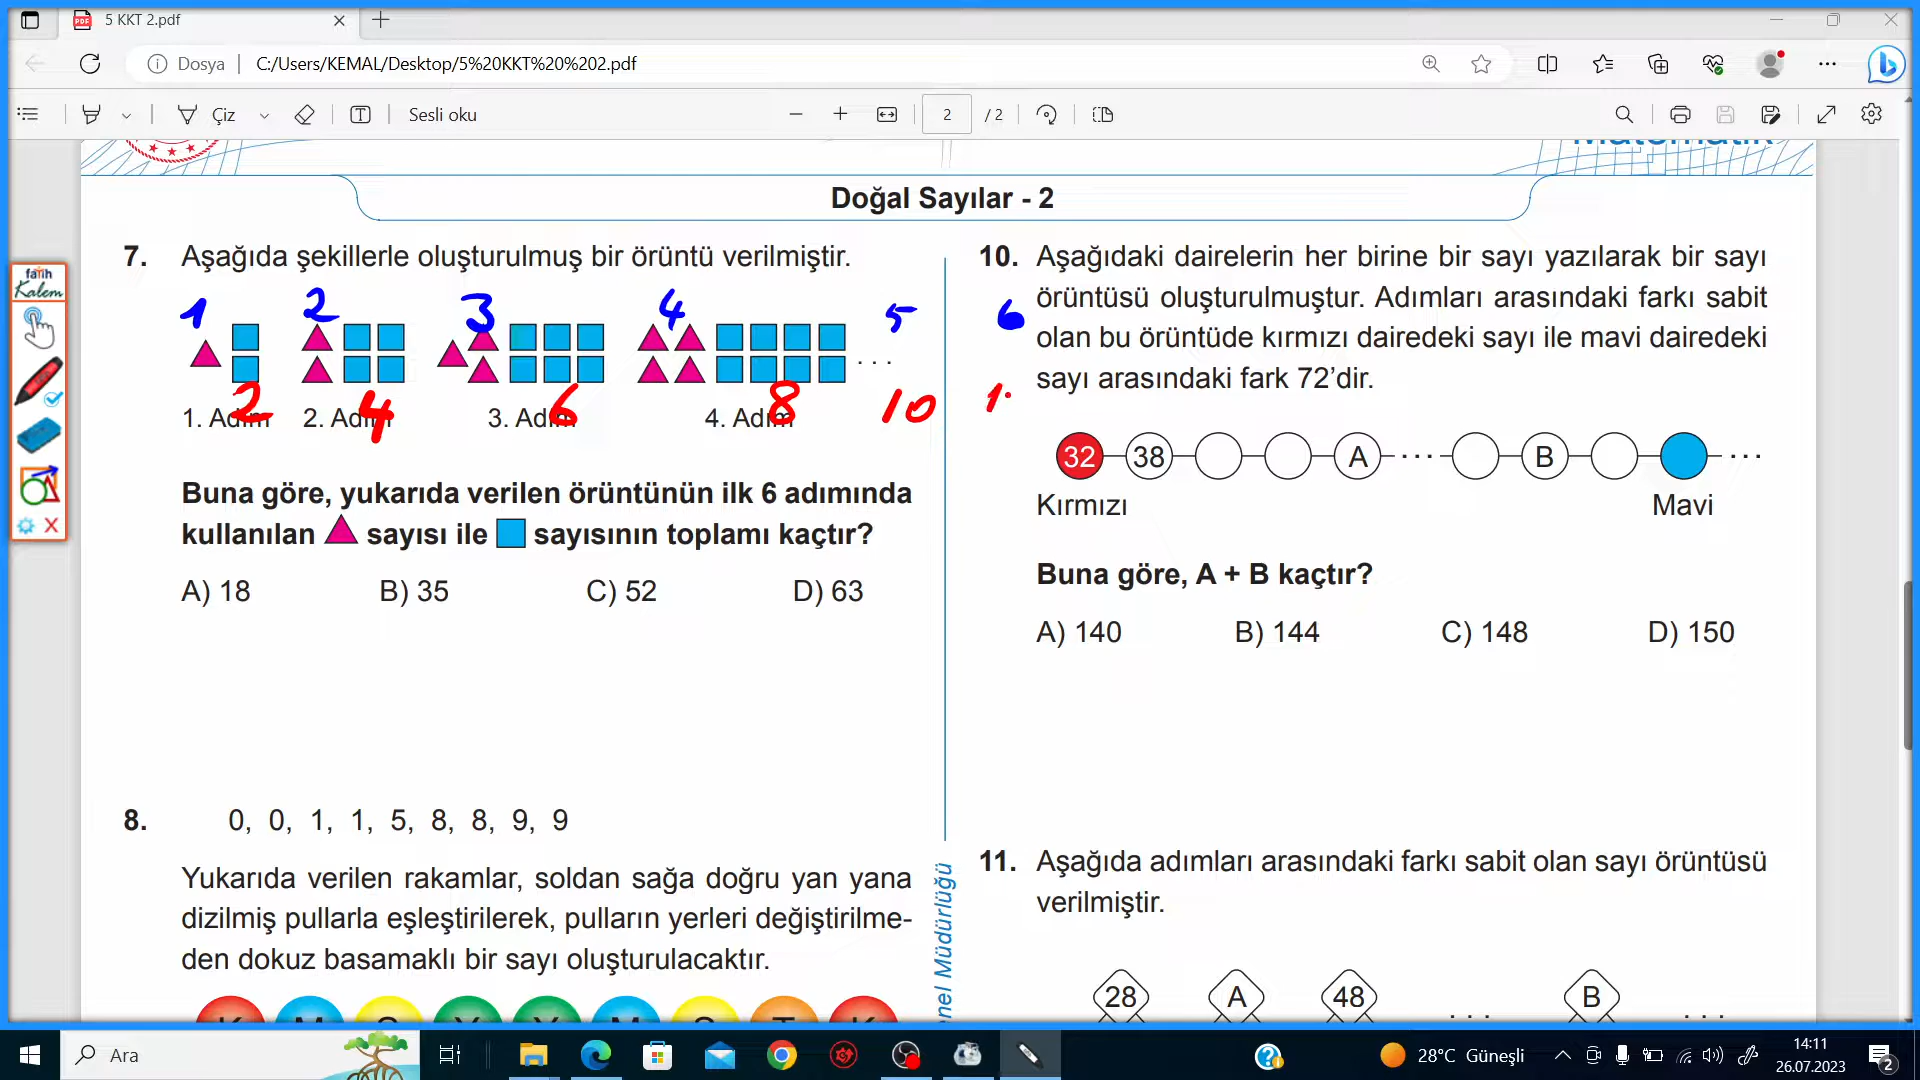 5 KKT 2.pdf
Dosya | C:/Users/KEMAL/Desktop/5%20KKT%20%202.pdf
Çiz
Sesli oku
2 / 2
Matematik
Doğal Sayılar - 2
fatih
Kalem
7. Aşağıda şekillerle oluşturulmuş bir örüntü verilmiştir.
1 2 3 4 5 6
. . .
2 4 6 8 10 1
1. Adım 2. Adım 3. Adım 4. Adım
Buna göre, yukarıda verilen örüntünün ilk 6 adımında
kullanılan sayısı ile sayısının toplamı kaçtır?
A) 18 B) 35 C) 52 D) 63
8. 0, 0, 1, 1, 5, 8, 8, 9, 9
Yukarıda verilen rakamlar, soldan sağa doğru yan yana
dizilmiş pullarla eşleştirilerek, pulların yerleri değiştirilme-
den dokuz basamaklı bir sayı oluşturulacaktır.
nel Müdürlüğü
10. Aşağıdaki dairelerin her birine bir sayı yazılarak bir sayı
örüntüsü oluşturulmuştur. Adımları arasındaki farkı sabit
olan bu örüntüde kırmızı dairedeki sayı ile mavi dairedeki
sayı arasındaki fark 72’dir.
32 38 A . . . B . . .
Kırmızı Mavi
Buna göre, A + B kaçtır?
A) 140 B) 144 C) 148 D) 150
11. Aşağıda adımları arasındaki farkı sabit olan sayı örüntüsü
verilmiştir.
28 A 48 . . . B . . .
Ara
28°C Güneşli
14:11
26.07.2023
2